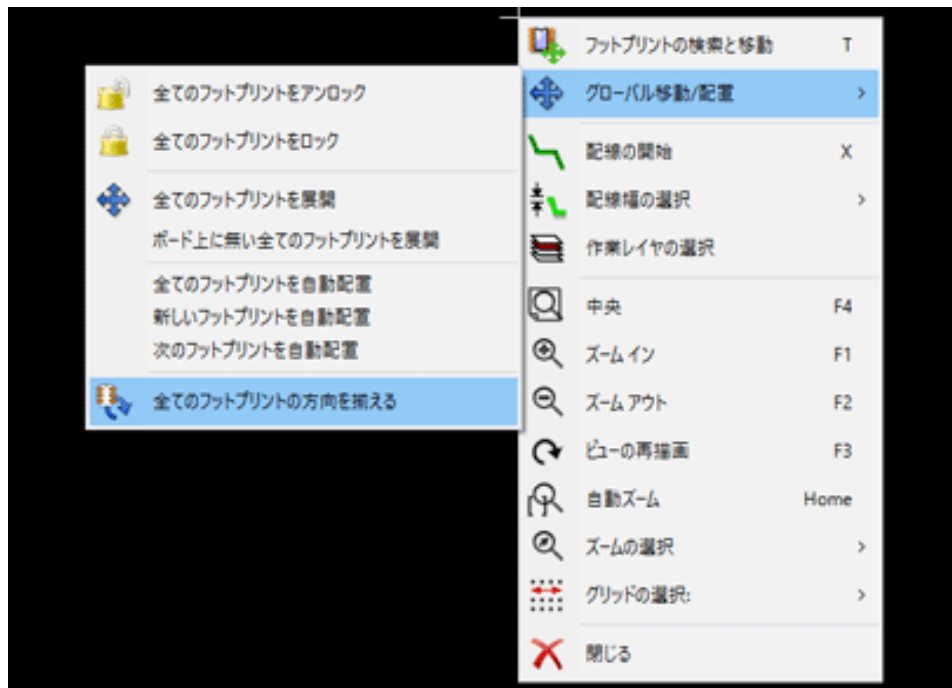 フットプリントの検索と移動 T
グローバル移動/配置 >
配線の開始 X
配線幅の選択 >
作業レイヤの選択
中央 F4
ズーム イン F1
ズーム アウト F2
ビューの再描画 F3
自動ズーム Home
ズームの選択 >
グリッドの選択: >
閉じる
全てのフットプリントをアンロック
全てのフットプリントをロック
全てのフットプリントを展開
ボード上に無い全てのフットプリントを展開
全てのフットプリントを自動配置
新しいフットプリントを自動配置
次のフットプリントを自動配置
全てのフットプリントの方向を揃える